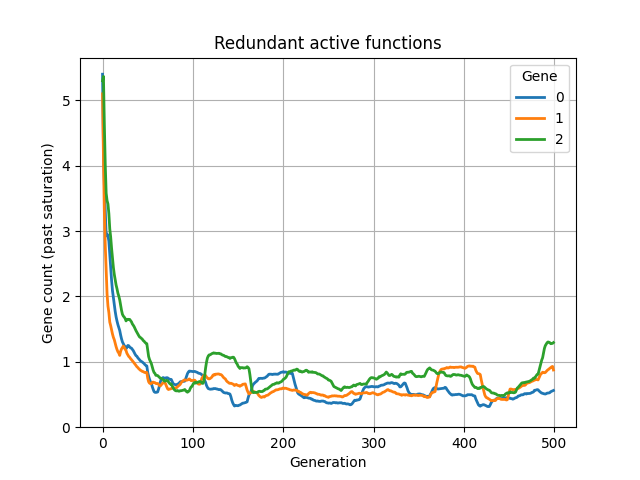 Redundant active functions
Gene count (past saturation)
5
4
3
2
1
0
0 100 200 300 400 500
Generation
Gene
0
1
2